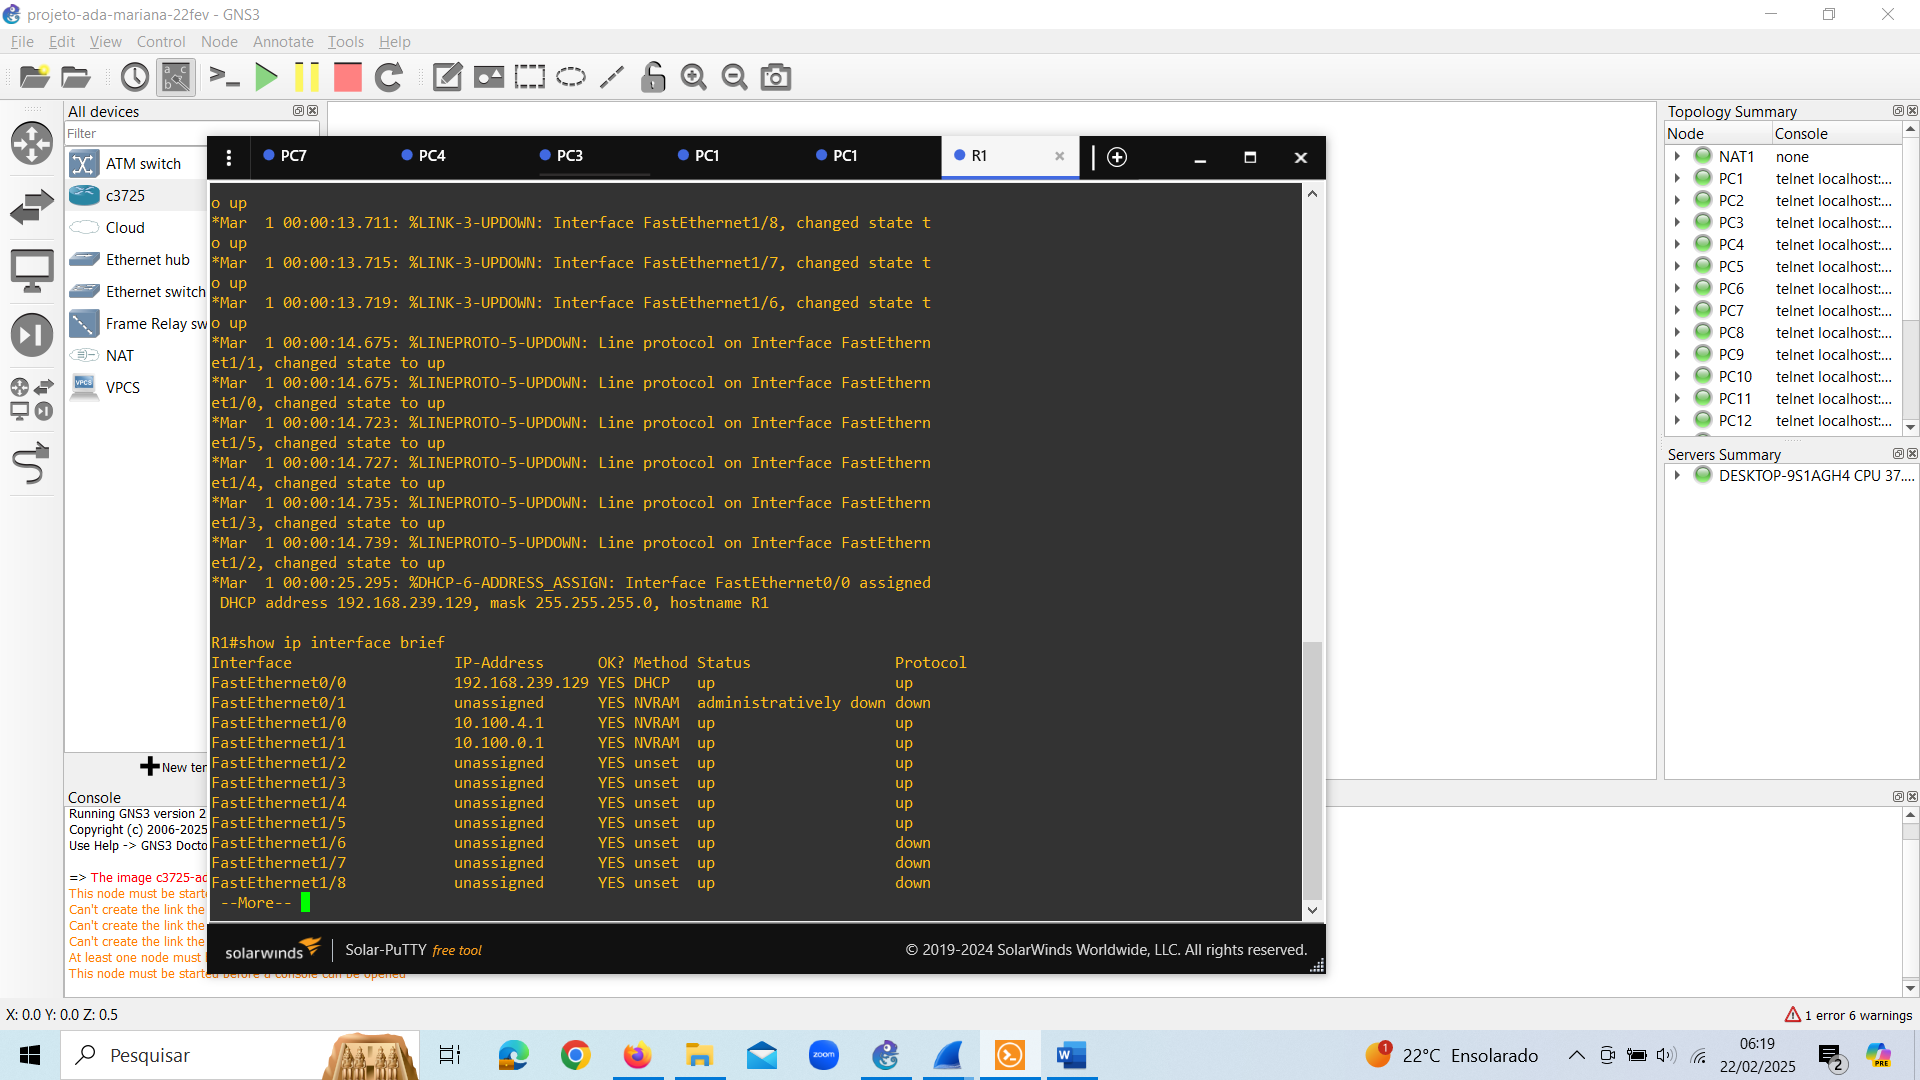 projeto-ada-mariana-22fev - GNS3
File Edit View Control Node Annotate Tools Help
All devices
Filter
ATM switch
c3725
Cloud
Ethernet hub
Ethernet switch
Frame Relay sw
NAT
VPCS
New ter
PC7 PC4 PC3 PC1 PC1 R1
o up
*Mar  1 00:00:13.711: %LINK-3-UPDOWN: Interface FastEthernet1/8, changed state t
o up
*Mar  1 00:00:13.715: %LINK-3-UPDOWN: Interface FastEthernet1/7, changed state t
o up
*Mar  1 00:00:13.719: %LINK-3-UPDOWN: Interface FastEthernet1/6, changed state t
o up
*Mar  1 00:00:14.675: %LINEPROTO-5-UPDOWN: Line protocol on Interface FastEthern
et1/1, changed state to up
*Mar  1 00:00:14.675: %LINEPROTO-5-UPDOWN: Line protocol on Interface FastEthern
et1/0, changed state to up
*Mar  1 00:00:14.723: %LINEPROTO-5-UPDOWN: Line protocol on Interface FastEthern
et1/5, changed state to up
*Mar  1 00:00:14.727: %LINEPROTO-5-UPDOWN: Line protocol on Interface FastEthern
et1/4, changed state to up
*Mar  1 00:00:14.735: %LINEPROTO-5-UPDOWN: Line protocol on Interface FastEthern
et1/3, changed state to up
*Mar  1 00:00:14.739: %LINEPROTO-5-UPDOWN: Line protocol on Interface FastEthern
et1/2, changed state to up
*Mar  1 00:00:25.295: %DHCP-6-ADDRESS_ASSIGN: Interface FastEthernet0/0 assigned
DHCP address 192.168.239.129, mask 255.255.255.0, hostname R1
R1#show ip interface brief
Interface IP-Address OK? Method Status Protocol
FastEthernet0/0 192.168.239.129 YES DHCP up up
FastEthernet0/1 unassigned YES NVRAM administratively down down
FastEthernet1/0 10.100.4.1 YES NVRAM up up
FastEthernet1/1 10.100.0.1 YES NVRAM up up
FastEthernet1/2 unassigned YES unset up up
FastEthernet1/3 unassigned YES unset up up
FastEthernet1/4 unassigned YES unset up up
FastEthernet1/5 unassigned YES unset up up
FastEthernet1/6 unassigned YES unset up down
FastEthernet1/7 unassigned YES unset up down
FastEthernet1/8 unassigned YES unset up down
--More--
solarwinds Solar-PuTTY free tool © 2019-2024 SolarWinds Worldwide, LLC. All rights reserved.
Topology Summary
Node Console
NAT1 none
PC1 telnet localhost:...
PC2 telnet localhost:...
PC3 telnet localhost:...
PC4 telnet localhost:...
PC5 telnet localhost:...
PC6 telnet localhost:...
PC7 telnet localhost:...
PC8 telnet localhost:...
PC9 telnet localhost:...
PC10 telnet localhost:...
PC11 telnet localhost:...
PC12 telnet localhost:...
Servers Summary
DESKTOP-9S1AGH4 CPU 37....
Console
Running GNS3 version 2
Copyright (c) 2006-2025
Use Help -> GNS3 Docto
=> The image c3725-ad
This node must be starte
Can't create the link the
Can't create the link the
Can't create the link the
At least one node must
This node must be started before a console can be opened
X: 0.0 Y: 0.0 Z: 0.5
1 error 6 warnings
Pesquisar
zoom
1
22°C Ensolarado
06:19
22/02/2025
2
PRE